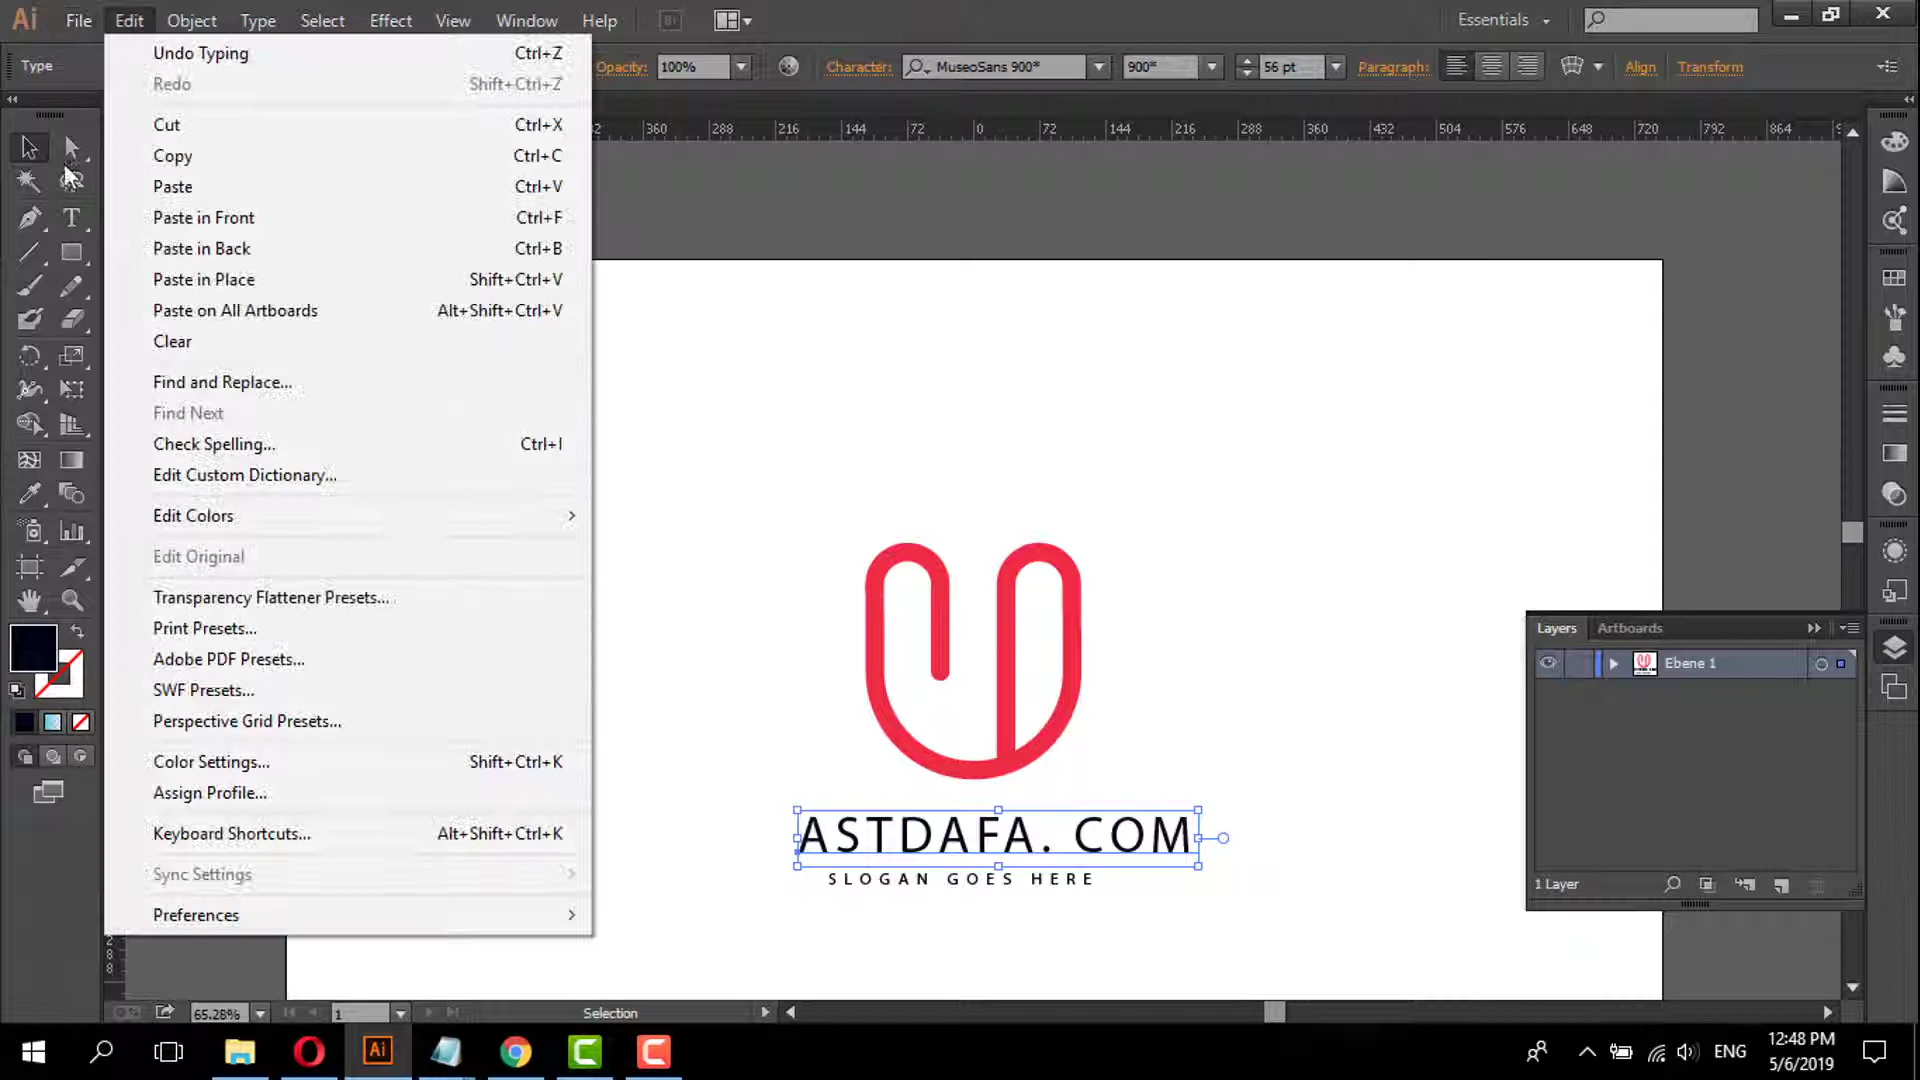 Ai File Edit Object Type Select Effect View Window Help Br Essentials
Type Opacity: 100% Character: MuseoSans 900* 900* 56 pt Paragraph: Align Transform
Undo Typing Ctrl+Z
Redo Shift+Ctrl+Z
Cut Ctrl+X
Copy Ctrl+C
Paste Ctrl+V
Paste in Front Ctrl+F
Paste in Back Ctrl+B
Paste in Place Shift+Ctrl+V
Paste on All Artboards Alt+Shift+Ctrl+V
Clear
Find and Replace...
Find Next
Check Spelling... Ctrl+I
Edit Custom Dictionary...
Edit Colors
Edit Original
Transparency Flattener Presets...
Print Presets...
Adobe PDF Presets...
SWF Presets...
Perspective Grid Presets...
Color Settings... Shift+Ctrl+K
Assign Profile...
Keyboard Shortcuts... Alt+Shift+Ctrl+K
Sync Settings
Preferences
360 288 216 144 72 0 72 144 216 288 360 432 504 576 648 720 792 864
ASTDAFA. COM
SLOGAN GOES HERE
Layers Artboards
Ebene 1
1 Layer
2
8
8
65.28% 1 Selection
Ai ENG 12:48 PM
5/6/2019